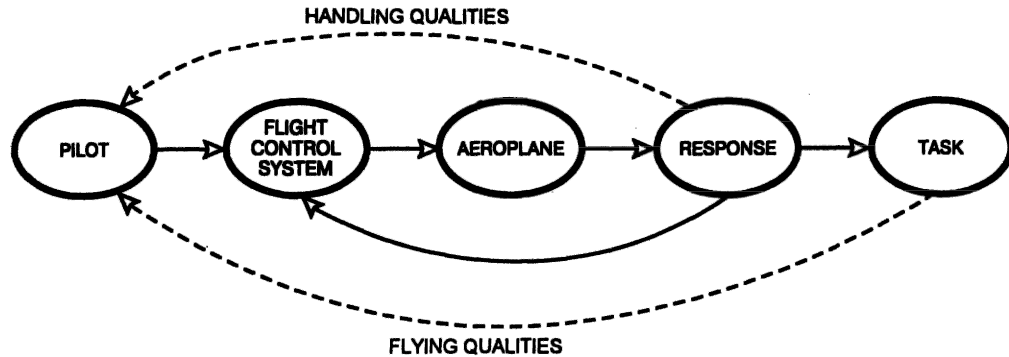 HANDLING QUALITIES
PILOT
FLIGHT
CONTROL
SYSTEM
AEROPLANE
RESPONSE
TASK
FLYING QUALITIES